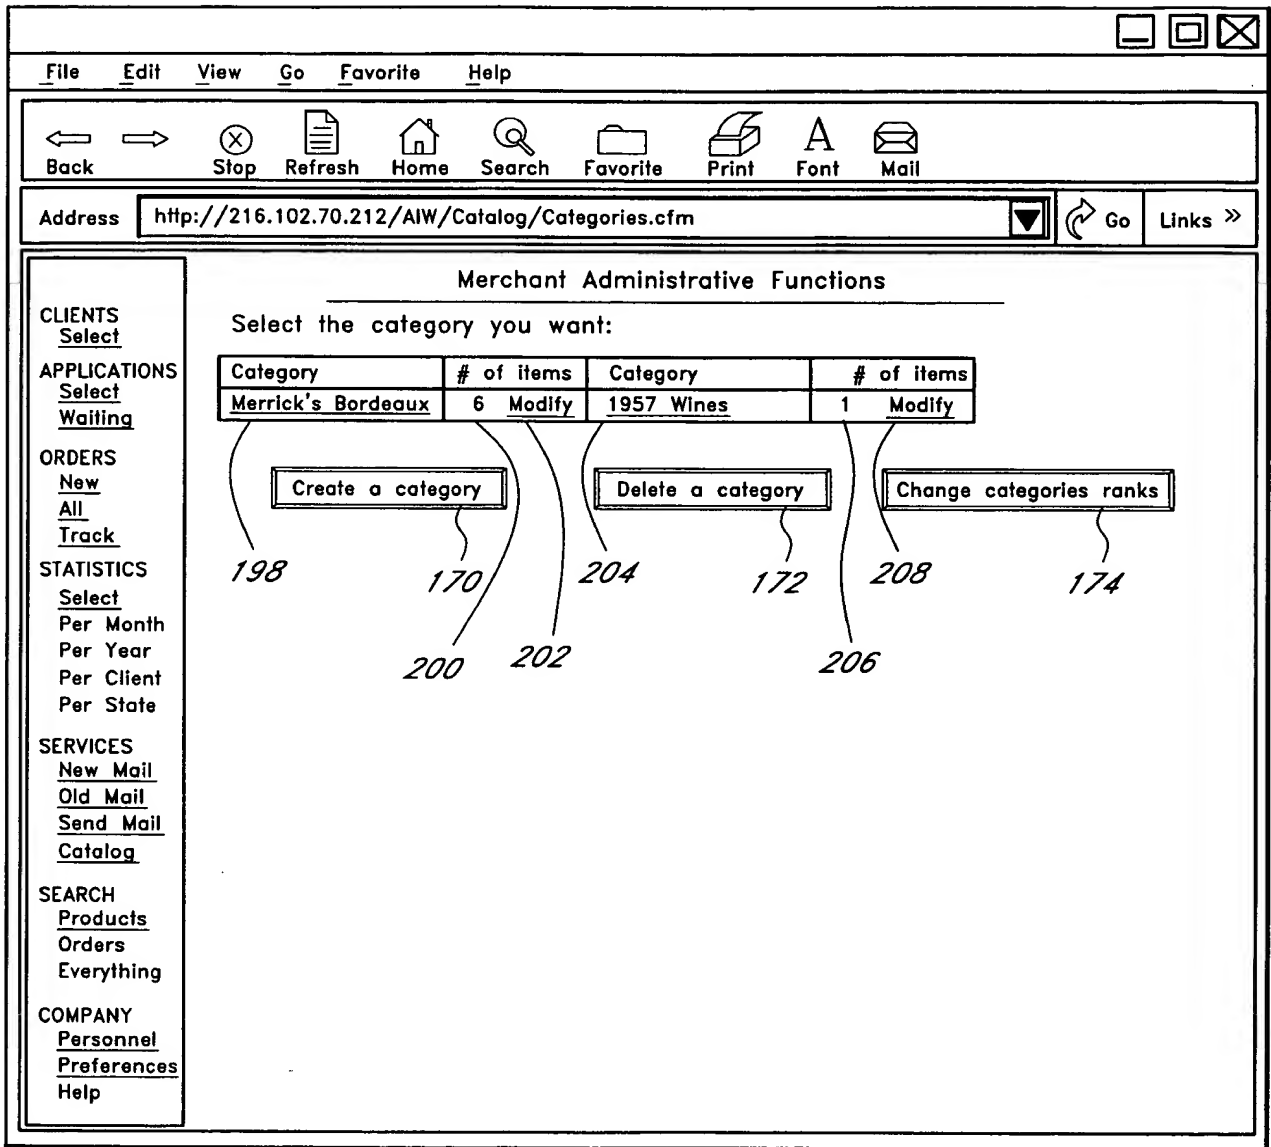 File Edit View Go Favorite Help
Back Stop Refresh Home Search Favorite Print Font Mail
A
Address http://216.102.70.212/AIW/Catalog/Categories.cfm Go Links »
Merchant Administrative Functions
Select the category you want:
Category # of items Category # of items
Merrick's Bordeaux 6 Modify 1957 Wines 1 Modify
Create a category Delete a category Change categories ranks
198 170 204 172 208 174
200 202 206
CLIENTS
Select
APPLICATIONS
Select
Waiting
ORDERS
New
All
Track
STATISTICS
Select
Per Month
Per Year
Per Client
Per State
SERVICES
New Mail
Old Mail
Send Mail
Catalog
SEARCH
Products
Orders
Everything
COMPANY
Personnel
Preferences
Help